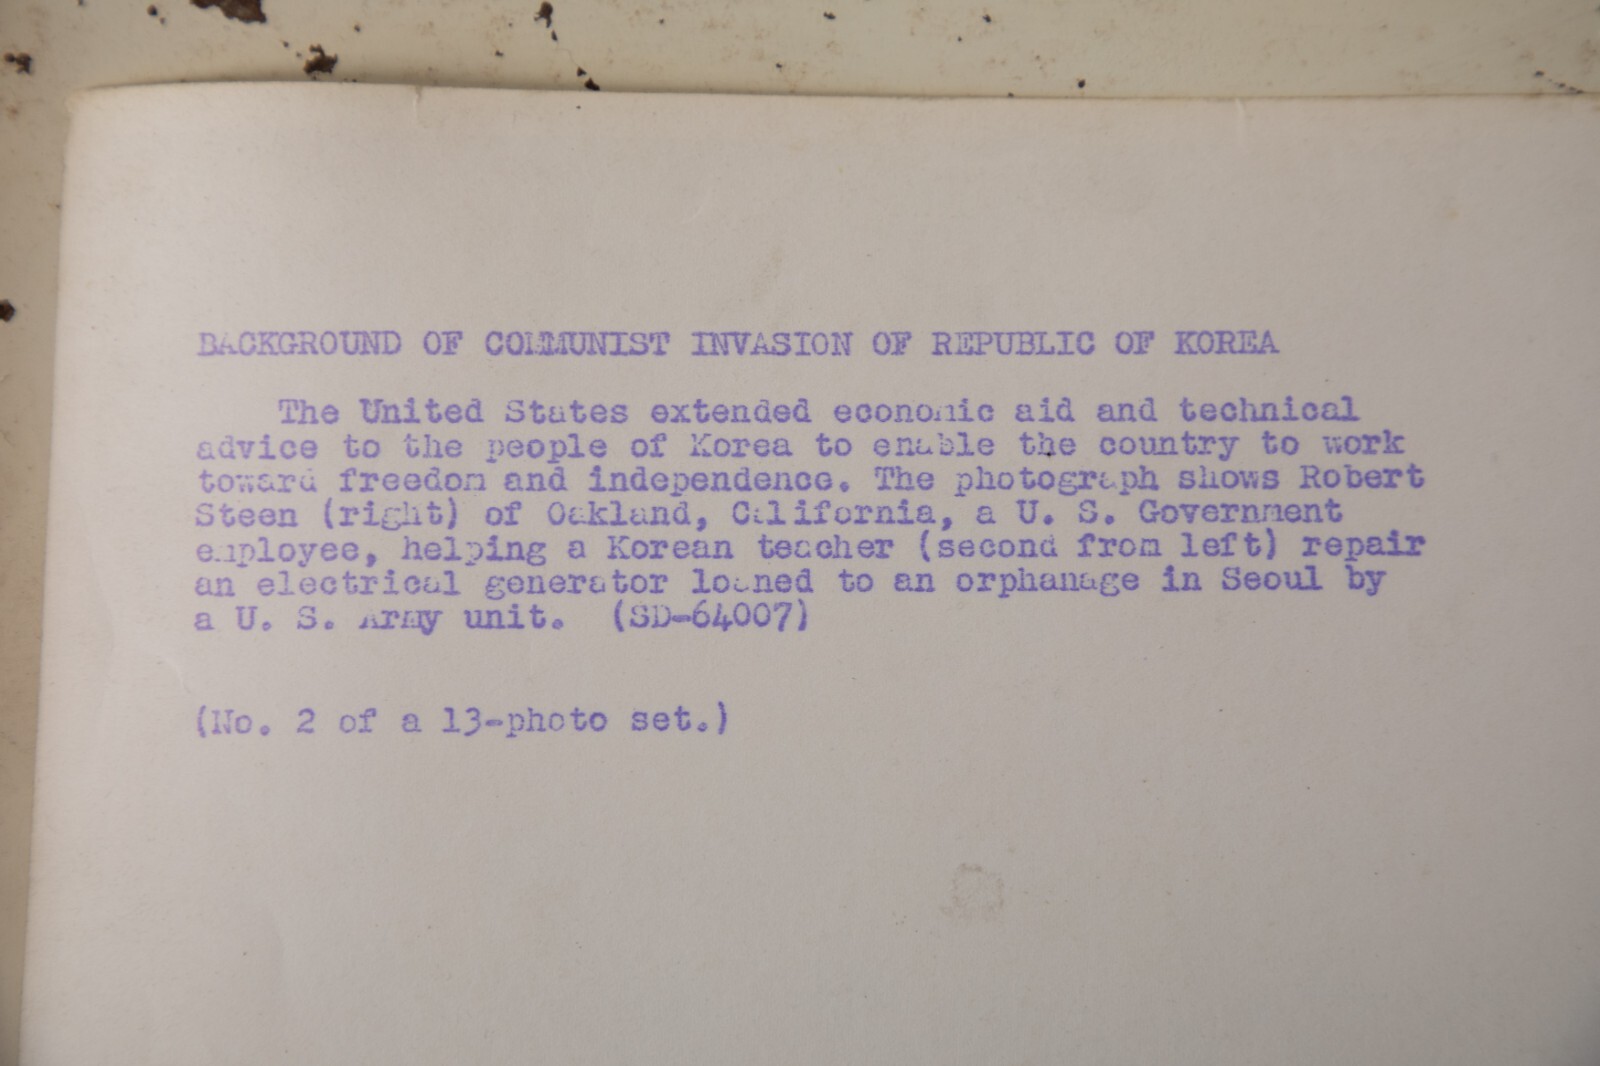 BACKGROUND OF COMMUNIST INVASION OF REPUBLIC OF KOREA
The United States extended economic aid and technical
advice to the people of Korea to enable the country to work
toward freedom and independence. The photograph shows Robert
Steen (right) of Oakland, California, a U. S. Government
employee, helping a Korean teacher (second from left) repair
an electrical generator loaned to an orphanage in Seoul by
a U. S. Army unit. (SD-64007)
(No. 2 of a 13-photo set.)